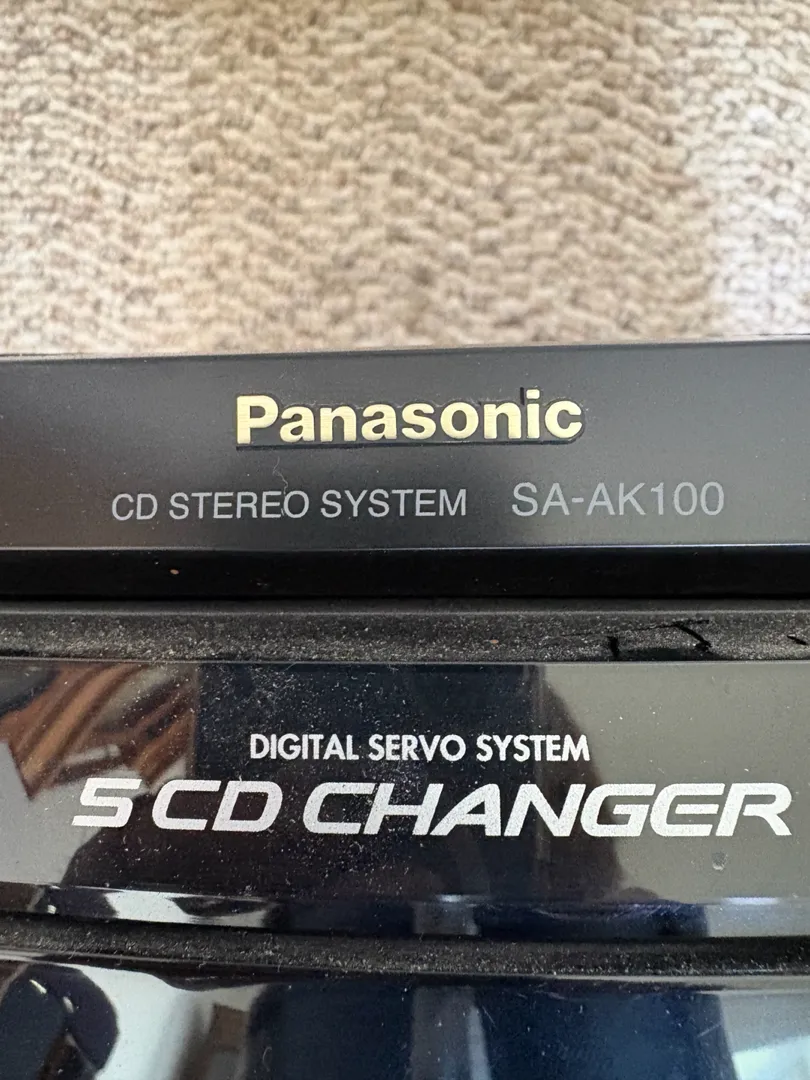 Panasonic
CD STEREO SYSTEM SA-AK100
DIGITAL SERVO SYSTEM
5 CD CHANGER